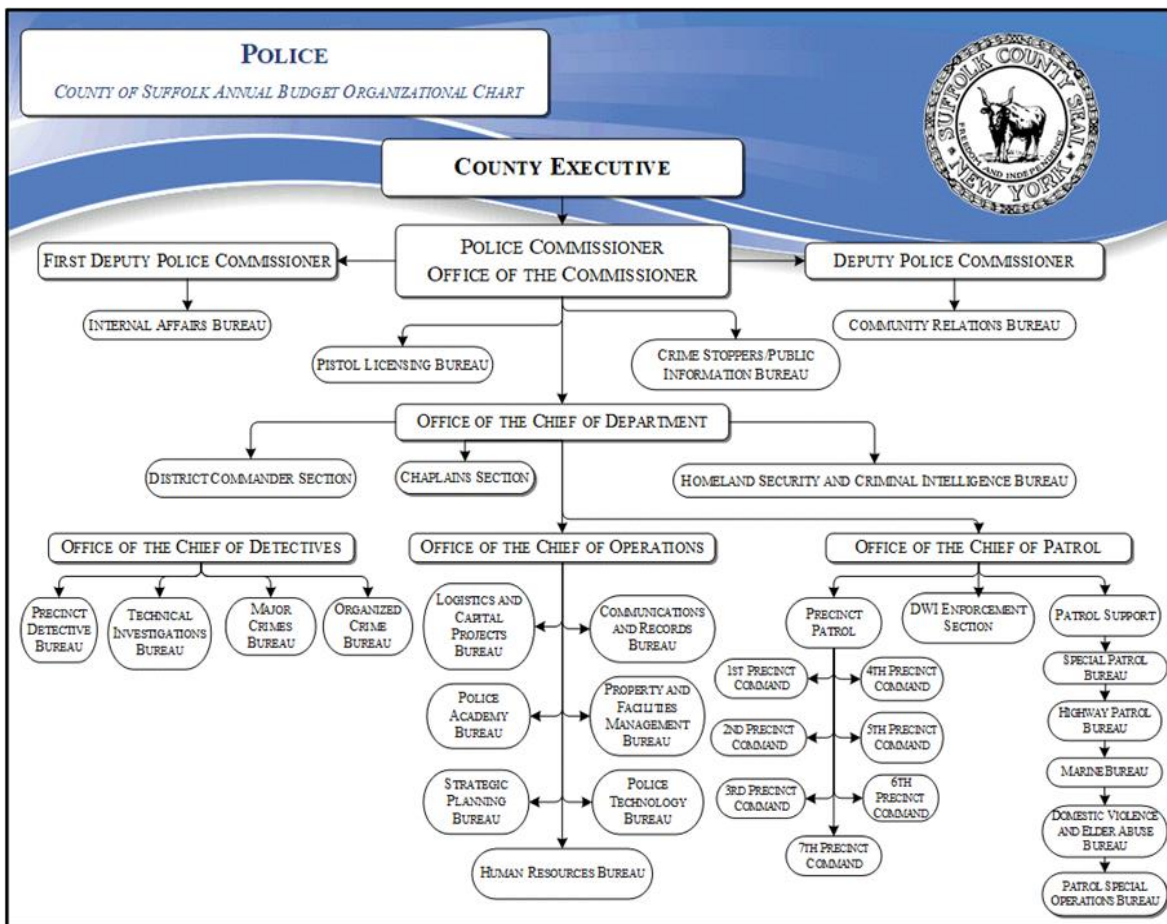 POLICE
COUNTY OF SUFFOLK ANNUAL BUDGET ORGANIZATIONAL CHART
SUFFOLK COUNTY SEAL
NEW YORK
FREEDOM AND INDEPENDENCE
COUNTY EXECUTIVE
FIRST DEPUTY POLICE COMMISSIONER
POLICE COMMISSIONER
OFFICE OF THE COMMISSIONER
DEPUTY POLICE COMMISSIONER
INTERNAL AFFAIRS BUREAU
COMMUNITY RELATIONS BUREAU
PISTOL LICENSING BUREAU
CRIME STOPPERS/PUBLIC
INFORMATION BUREAU
OFFICE OF THE CHIEF OF DEPARTMENT
DISTRICT COMMANDER SECTION
CHAPLAINS SECTION
HOMELAND SECURITY AND CRIMINAL INTELLIGENCE BUREAU
OFFICE OF THE CHIEF OF DETECTIVES
PRECINCT
DETECTIVE
BUREAU
TECHNICAL
INVESTIGATIONS
BUREAU
MAJOR
CRIMES
BUREAU
ORGANIZED
CRIME
BUREAU
OFFICE OF THE CHIEF OF OPERATIONS
LOGISTICS AND
CAPITAL
PROJECTS
BUREAU
COMMUNICATIONS
AND RECORDS
BUREAU
POLICE
ACADEMY
BUREAU
PROPERTY AND
FACILITIES
MANAGEMENT
BUREAU
STRATEGIC
PLANNING
BUREAU
POLICE
TECHNOLOGY
BUREAU
HUMAN RESOURCES BUREAU
OFFICE OF THE CHIEF OF PATROL
PRECINCT
PATROL
DWI ENFORCEMENT
SECTION
PATROL SUPPORT
1ST PRECINCT
COMMAND
4TH PRECINCT
COMMAND
2ND PRECINCT
COMMAND
5TH PRECINCT
COMMAND
3RD PRECINCT
COMMAND
6TH
PRECINCT
COMMAND
7TH PRECINCT
COMMAND
SPECIAL PATROL
BUREAU
HIGHWAY PATROL
BUREAU
MARINE BUREAU
DOMESTIC VIOLENCE
AND ELDER ABUSE
BUREAU
PATROL SPECIAL
OPERATIONS BUREAU